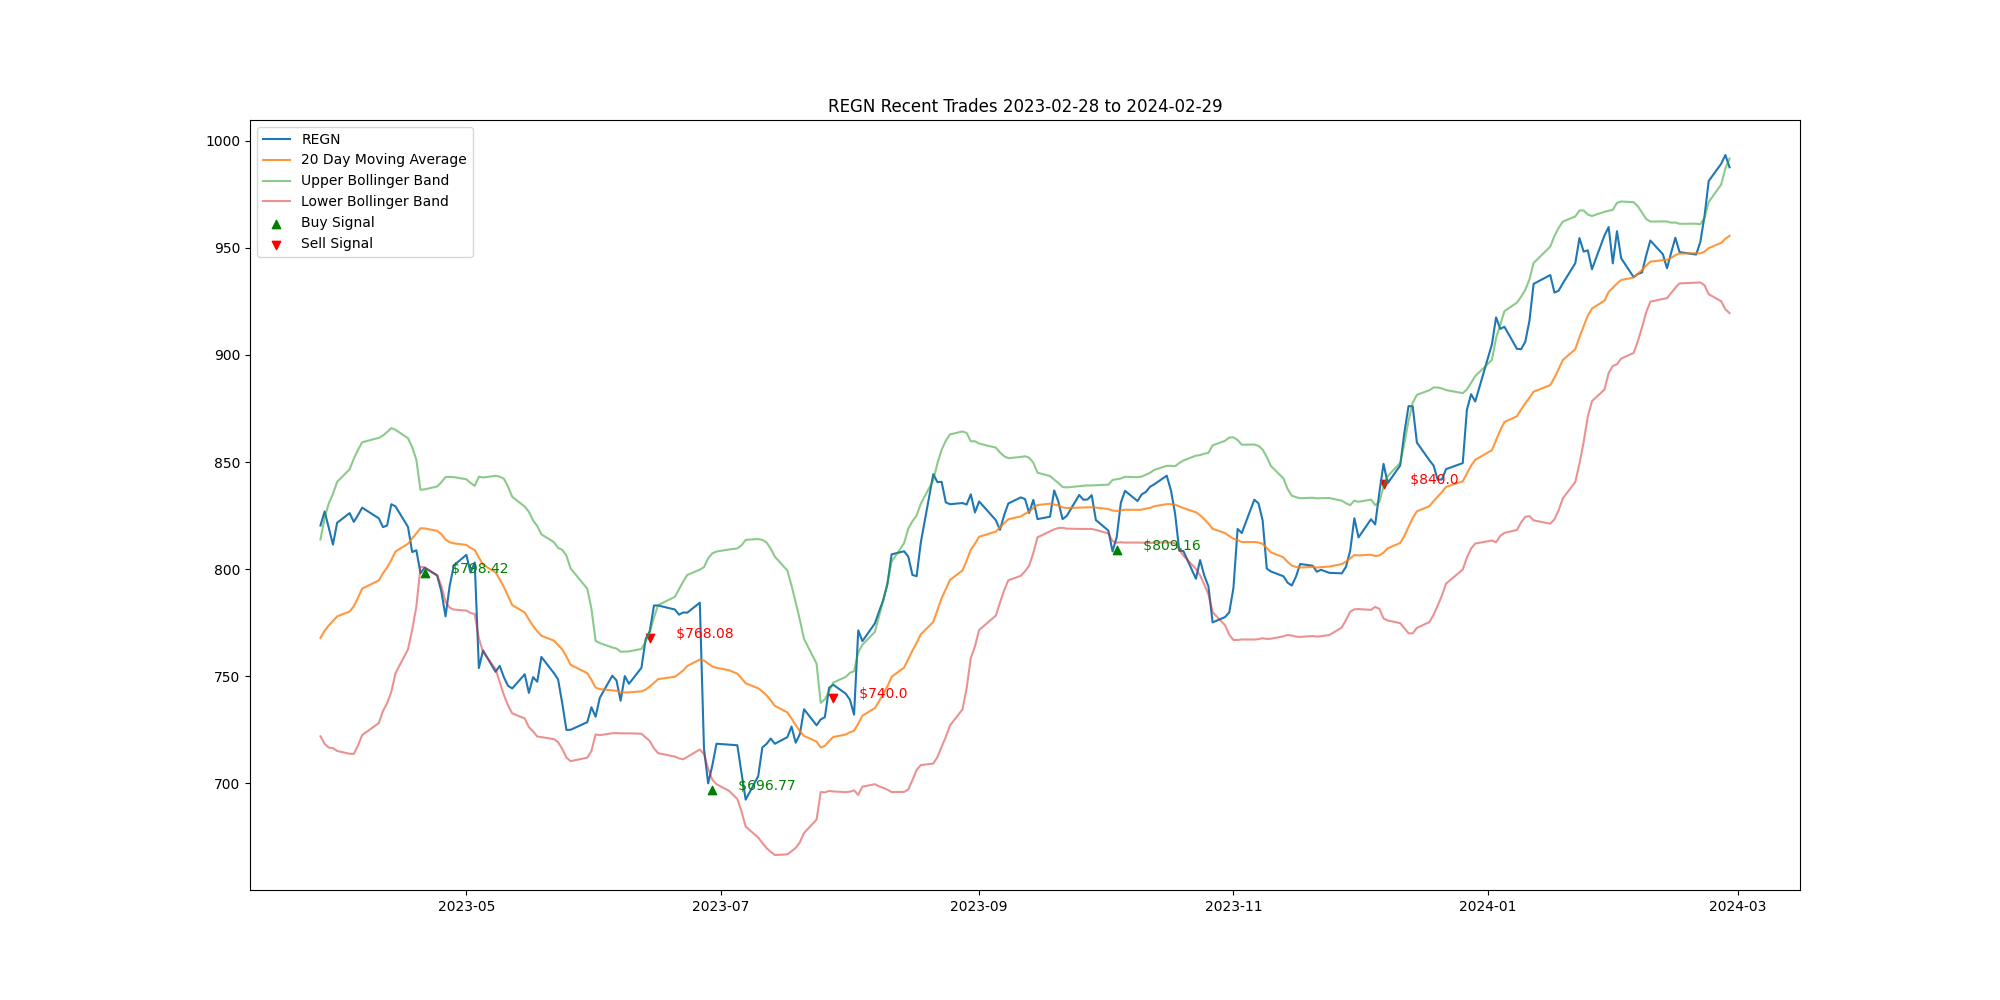 REGN Recent Trades 2023-02-28 to 2024-02-29
REGN
20 Day Moving Average
Upper Bollinger Band
Lower Bollinger Band
Buy Signal
Sell Signal
1000
950
900
850
800
750
700
$798.42
$768.08
$696.77
$740.0
$809.16
$840.0
2023-05
2023-07
2023-09
2023-11
2024-01
2024-03